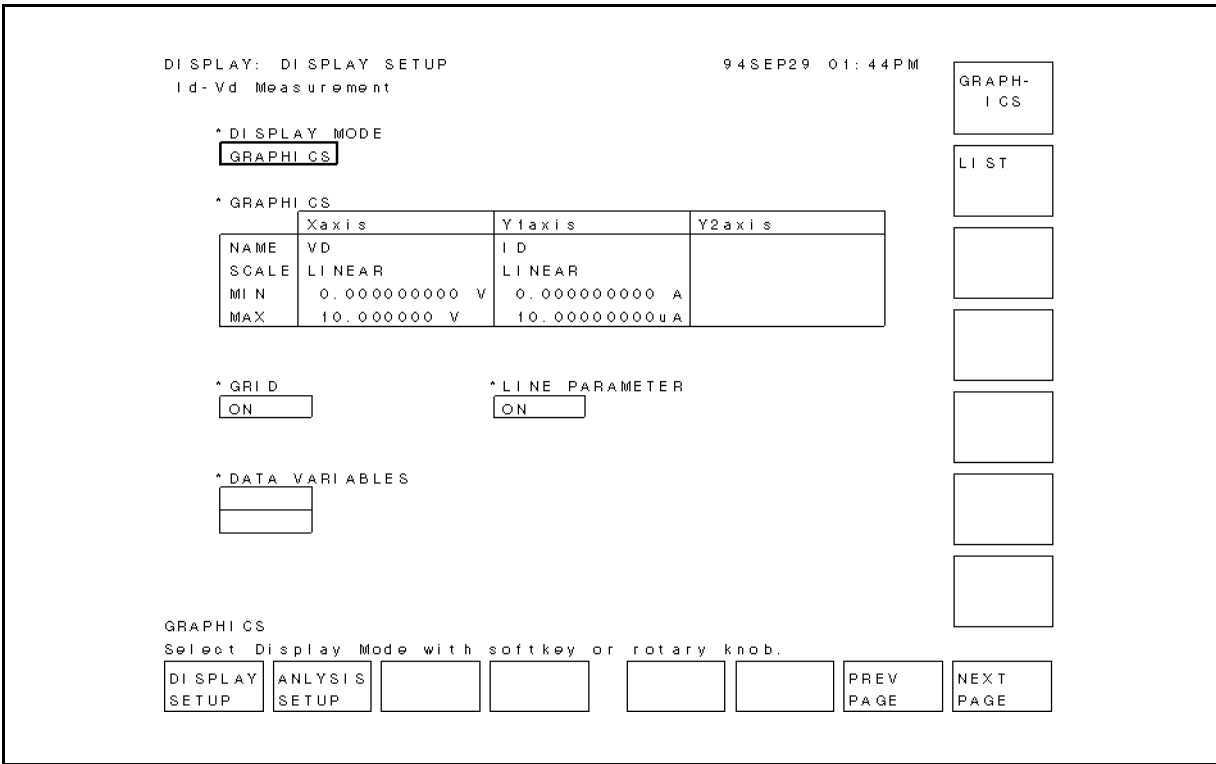 DISPLAY: DISPLAY SETUP 94SEP29 01:44PM
Id-Vd Measurement
*DISPLAY MODE
GRAPHICS
*GRAPHICS
Xaxis Y1axis Y2axis
NAME VD ID
SCALE LINEAR LINEAR
MIN 0.000000000 V 0.000000000 A
MAX 10.000000 V 10.00000000uA
*GRID *LINE PARAMETER
ON ON
*DATA VARIABLES
GRAPH-
ICS
LIST
GRAPHICS
Select Display Mode with softkey or rotary knob.
DISPLAY ANLYSIS PREV NEXT
SETUP SETUP PAGE PAGE